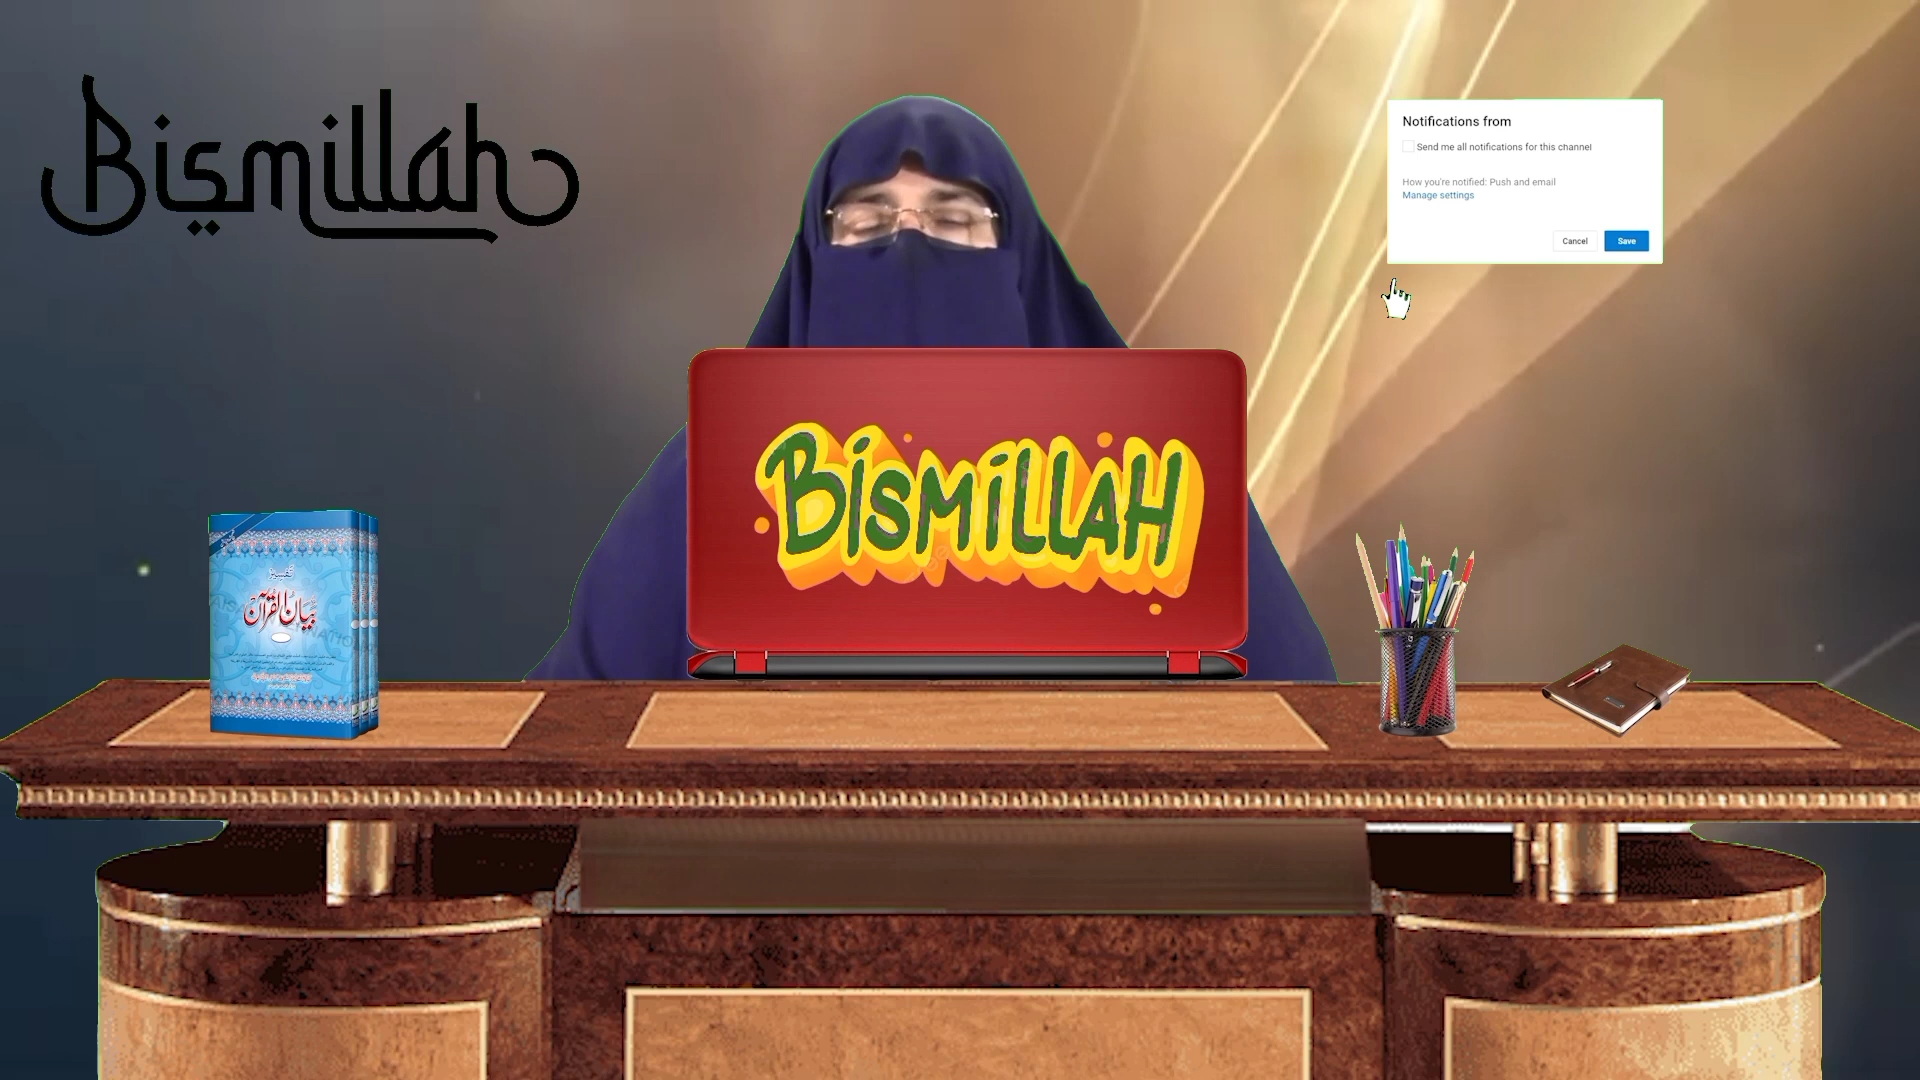 Bismillah
Notifications from
Send me all notifications for this channel
How you're notified: Push and email
Manage settings
Cancel
Save
BISMILLAH
تفسير
بیان القرآن